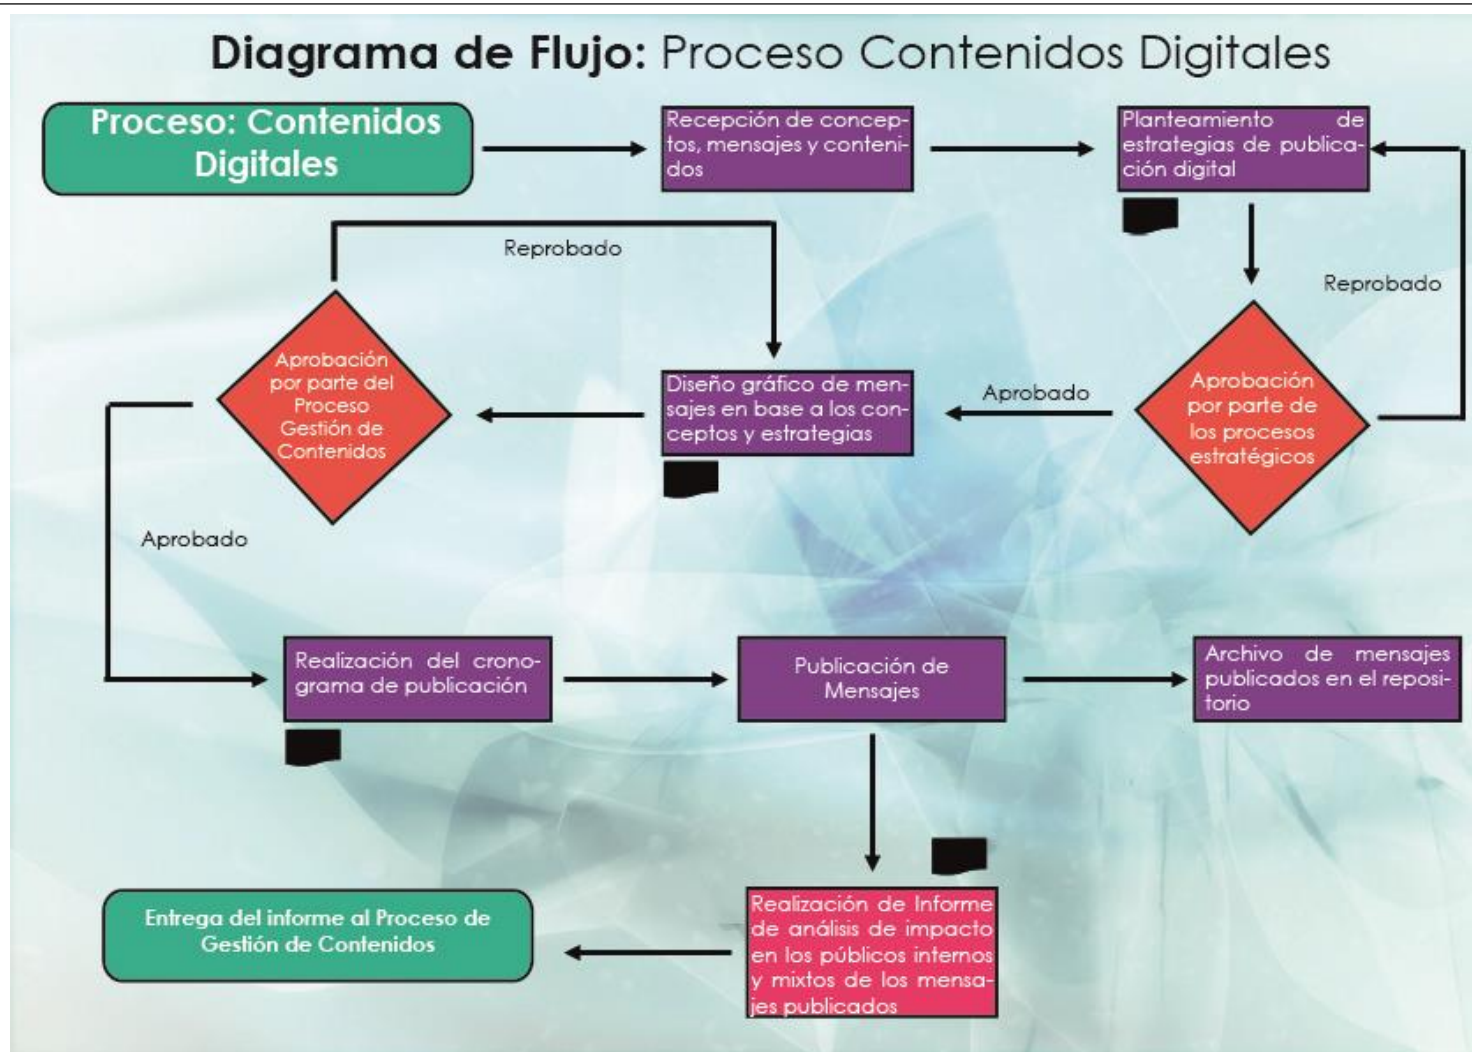 Diagrama de Flujo: Proceso Contenidos Digitales
Proceso: Contenidos
Digitales
Recepción de concep-
tos, mensajes y conteni-
dos
Planteamiento de
estrategias de publica-
ción digital
Reprobado
Reprobado
Aprobación
por parte del
Proceso
Gestión de
Contenidos
Diseño gráfico de men-
sajes en base a los con-
ceptos y estrategias
Aprobado
Aprobación
por parte de
los procesos
estratégicos
Aprobado
Realización del crono-
grama de publicación
Publicación de
Mensajes
Archivo de mensajes
publicados en el reposi-
torio
Entrega del informe al Proceso de
Gestión de Contenidos
Realización de Informe
de análisis de impacto
en los públicos internos
y mixtos de los mensa-
jes publicados